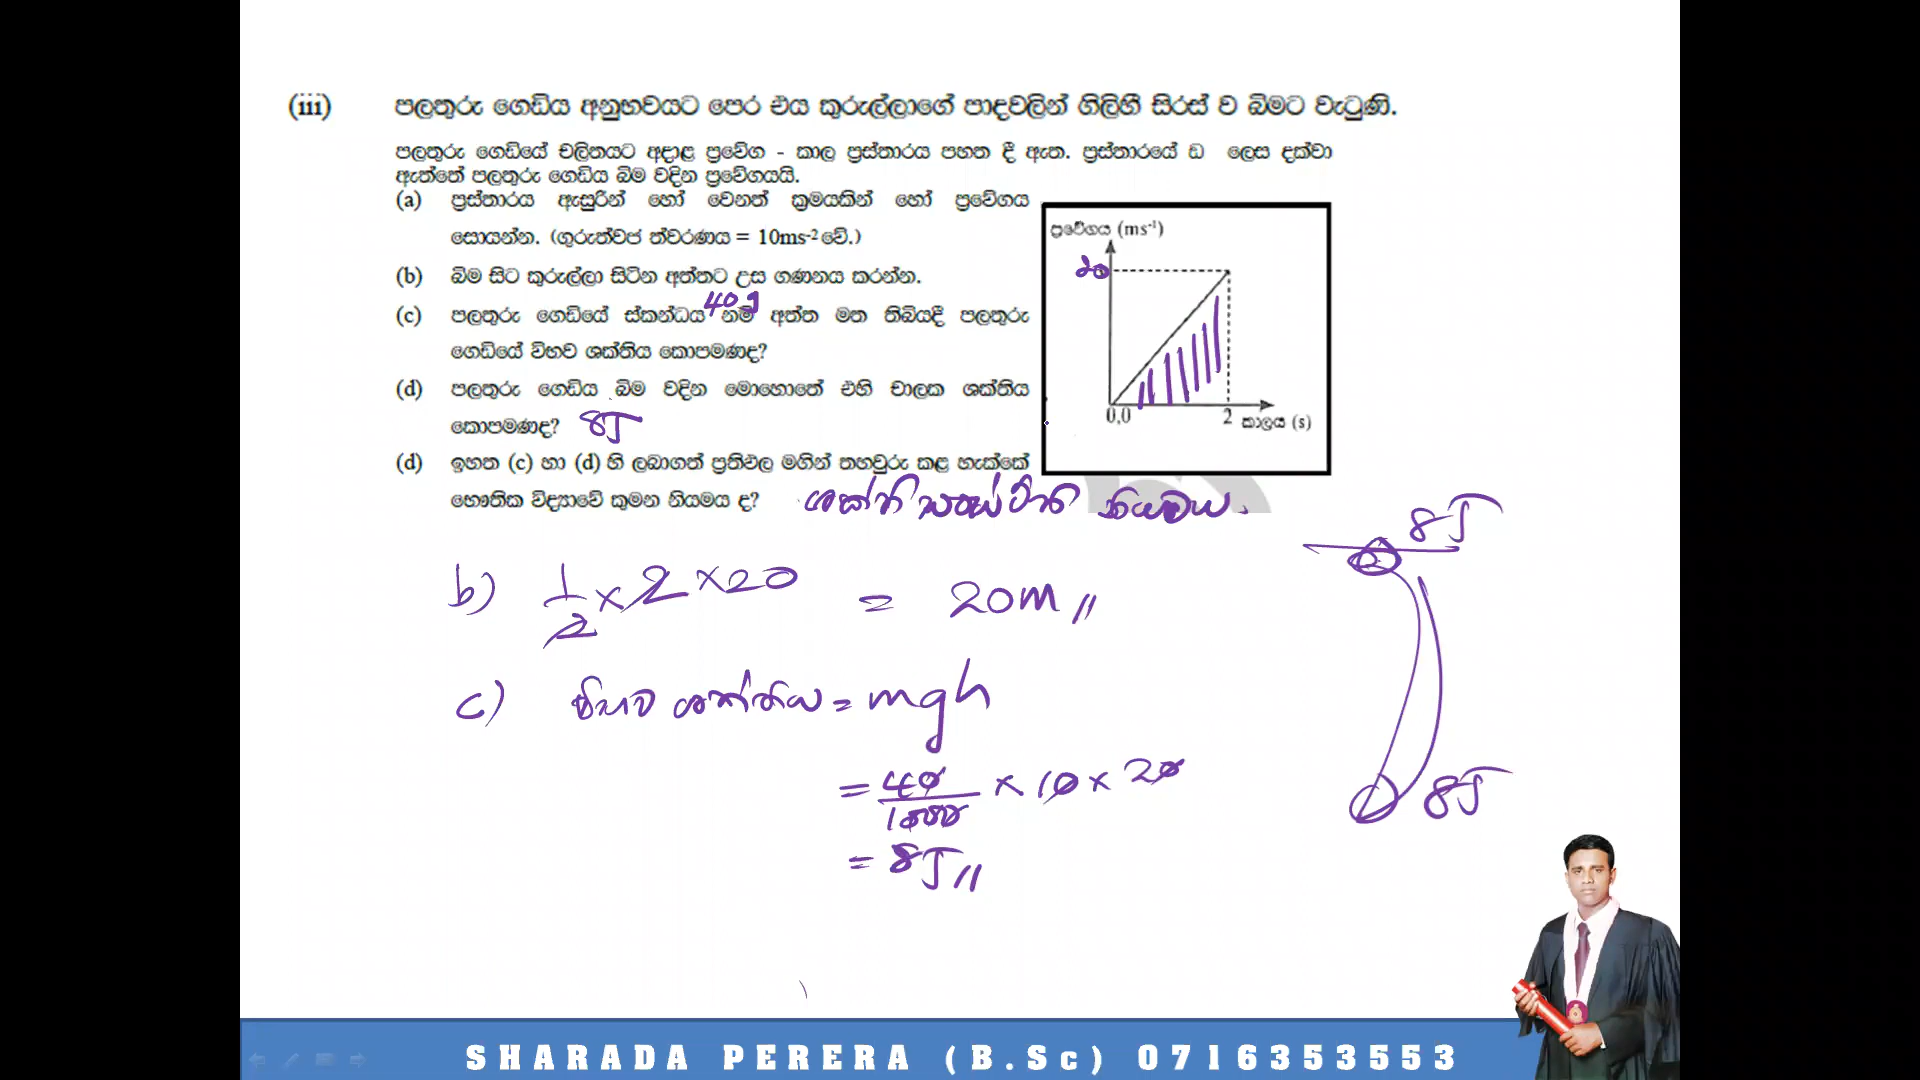 (iii) පලතුරු ගෙඩිය අනුභවයට පෙර එය කුරුල්ලාගේ පාදවලින් ගිලිහී සිරස් ව බිමට වැටුණි.
පලතුරු ගෙඩියේ චලිතයට අදාළ ප්‍රවේග - කාල ප්‍රස්තාරය පහත දී ඇත. ප්‍රස්තාරයේ ඩ ලෙස දක්වා
ඇත්තේ පලතුරු ගෙඩිය බිම වදින ප්‍රවේගයයි.
(a) ප්‍රස්තාරය ඇසුරින් හෝ වෙනත් ක්‍රමයකින් හෝ ප්‍රවේගය
සොයන්න. (ගුරුත්වජ ත්වරණය = 10ms⁻² වේ.)
(b) බිම සිට කුරුල්ලා සිටින අත්තට උස ගණනය කරන්න.
40g
(c) පලතුරු ගෙඩියේ ස්කන්ධය නම් අත්ත මත තිබියදී පලතුරු
ගෙඩියේ විභව ශක්තිය කොපමණද?
(d) පලතුරු ගෙඩිය බිම වදින මොහොතේ එහි චාලක ශක්තිය
කොපමණද? 8J
(d) ඉහත (c) හා (d) හි ලබාගත් ප්‍රතිඵල මගින් තහවුරු කළ හැක්කේ
භෞතික විද්‍යාවේ කුමන නියමය ද? ශක්ති සංස්ථිති නියමය.
ප්‍රවේගය (ms⁻¹)
20
0,0 2 කාලය (s)
8J
b) 1/2 × 2 × 20 = 20m //
c) විභව ශක්තිය = mgh
= 40/1000 × 10 × 20
8J
= 8J //
SHARADA PERERA (B.Sc) 0716353553